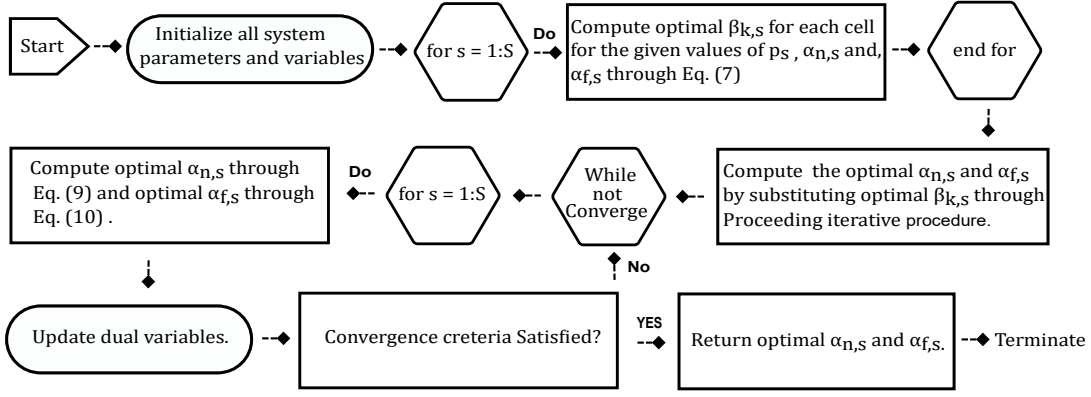 Start
Initialize all system
parameters and variables
for s = 1:S
Do
Compute optimal βk,s for each cell
for the given values of ps , αn,s and,
αf,s through Eq. (7)
end for
Compute the optimal αn,s and αf,s
by substituting optimal βk,s through
Proceeding iterative procedure.
While
not
Converge
for s = 1:S
Do
Compute optimal αn,s through
Eq. (9) and optimal αf,s through
Eq. (10) .
Update dual variables.
Convergence creteria Satisfied?
No
YES
Return optimal αn,s and αf,s.
Terminate